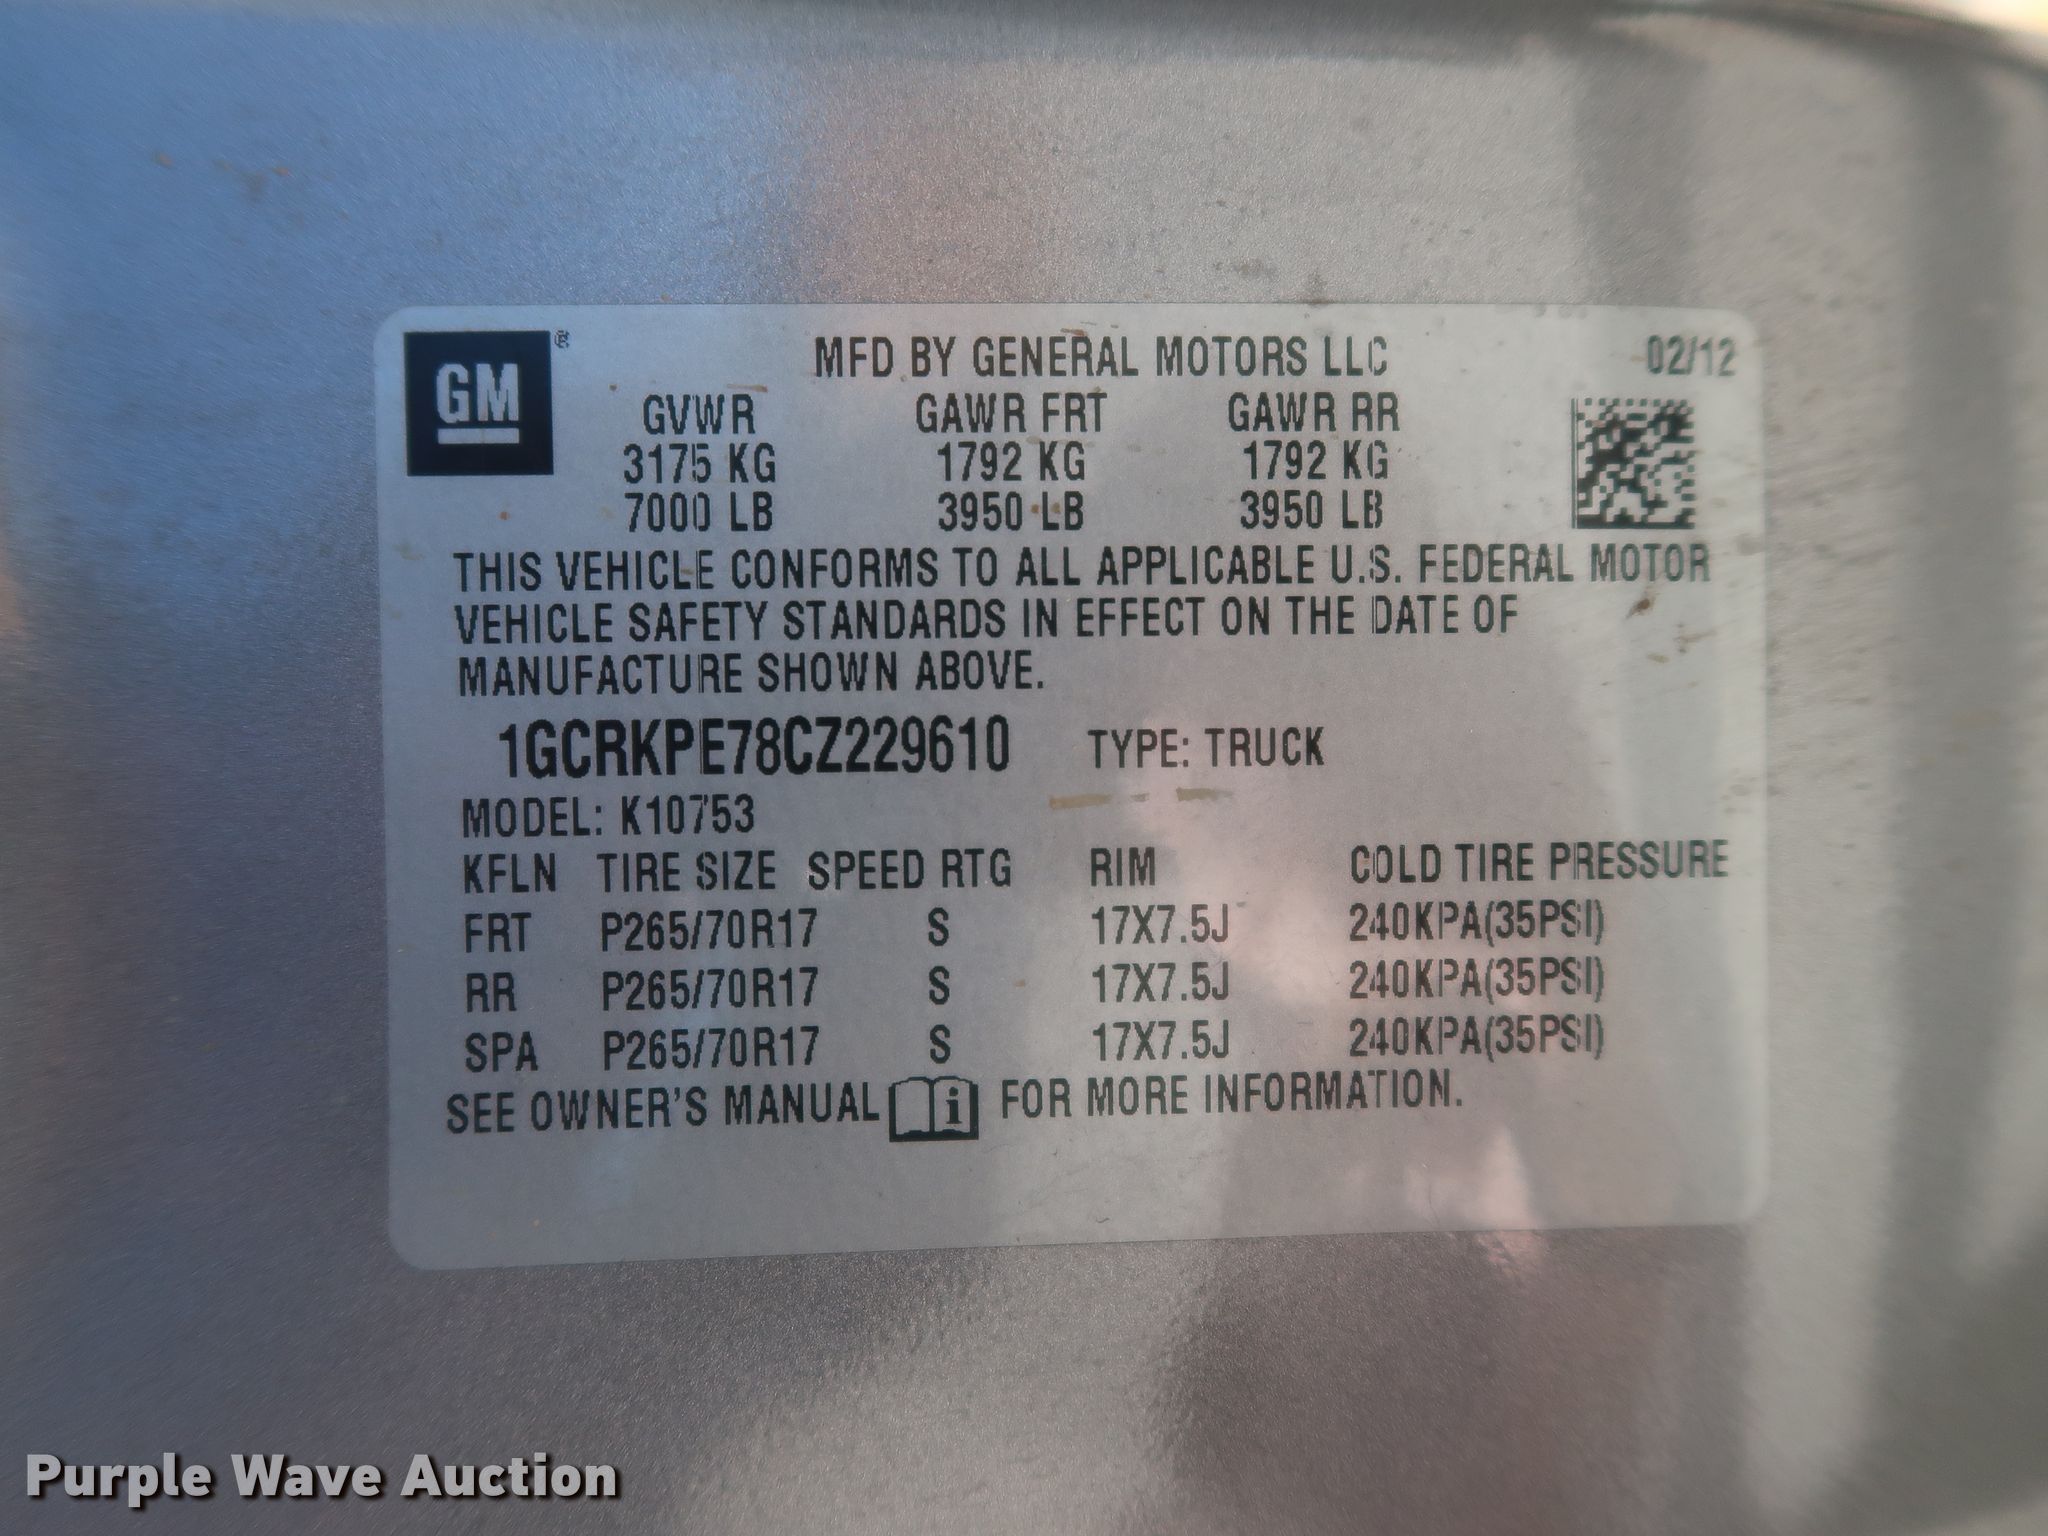 GM ®
MFD BY GENERAL MOTORS LLC 02/12
GVWR GAWR FRT GAWR RR
3175 KG 1792 KG 1792 KG
7000 LB 3950 LB 3950 LB
THIS VEHICLE CONFORMS TO ALL APPLICABLE U.S. FEDERAL MOTOR
VEHICLE SAFETY STANDARDS IN EFFECT ON THE DATE OF
MANUFACTURE SHOWN ABOVE.
1GCRKPE78CZ229610 TYPE: TRUCK
MODEL: K10753
KFLN TIRE SIZE SPEED RTG RIM COLD TIRE PRESSURE
FRT P265/70R17 S 17X7.5J 240KPA(35PSI)
RR P265/70R17 S 17X7.5J 240KPA(35PSI)
SPA P265/70R17 S 17X7.5J 240KPA(35PSI)
SEE OWNER'S MANUAL i FOR MORE INFORMATION.
Purple Wave Auction